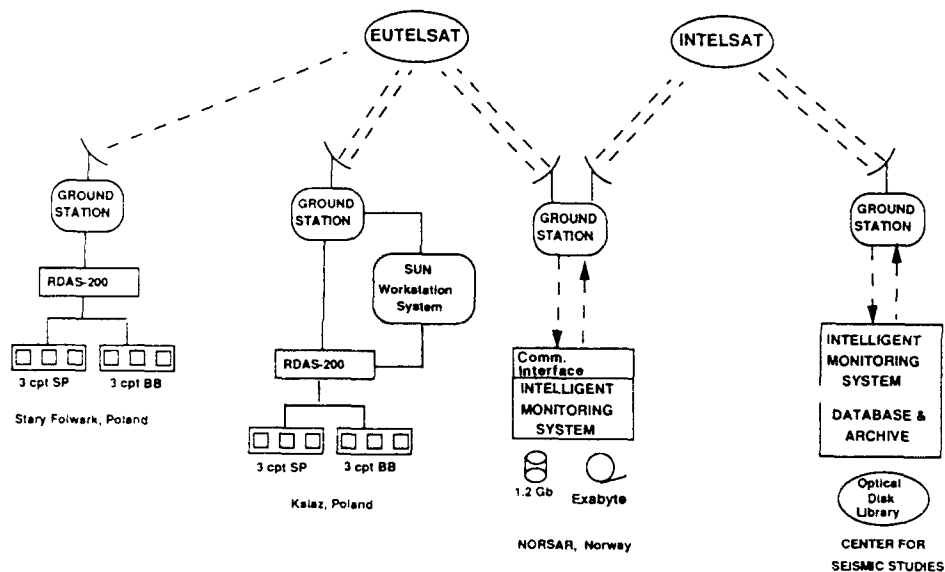 EUTELSAT
INTELSAT
GROUND
STATION
RDAS-200
3 cpt SP
3 cpt BB
Stary Folwark, Poland
GROUND
STATION
SUN
Workstation
System
RDAS-200
3 cpt SP
3 cpt BB
Ksiaz, Poland
GROUND
STATION
Comm.
Interface
INTELLIGENT
MONITORING
SYSTEM
1.2 Gb
Exabyte
NORSAR, Norway
GROUND
STATION
INTELLIGENT
MONITORING
SYSTEM
DATABASE &
ARCHIVE
Optical
Disk
Library
CENTER FOR
SEISMIC STUDIES